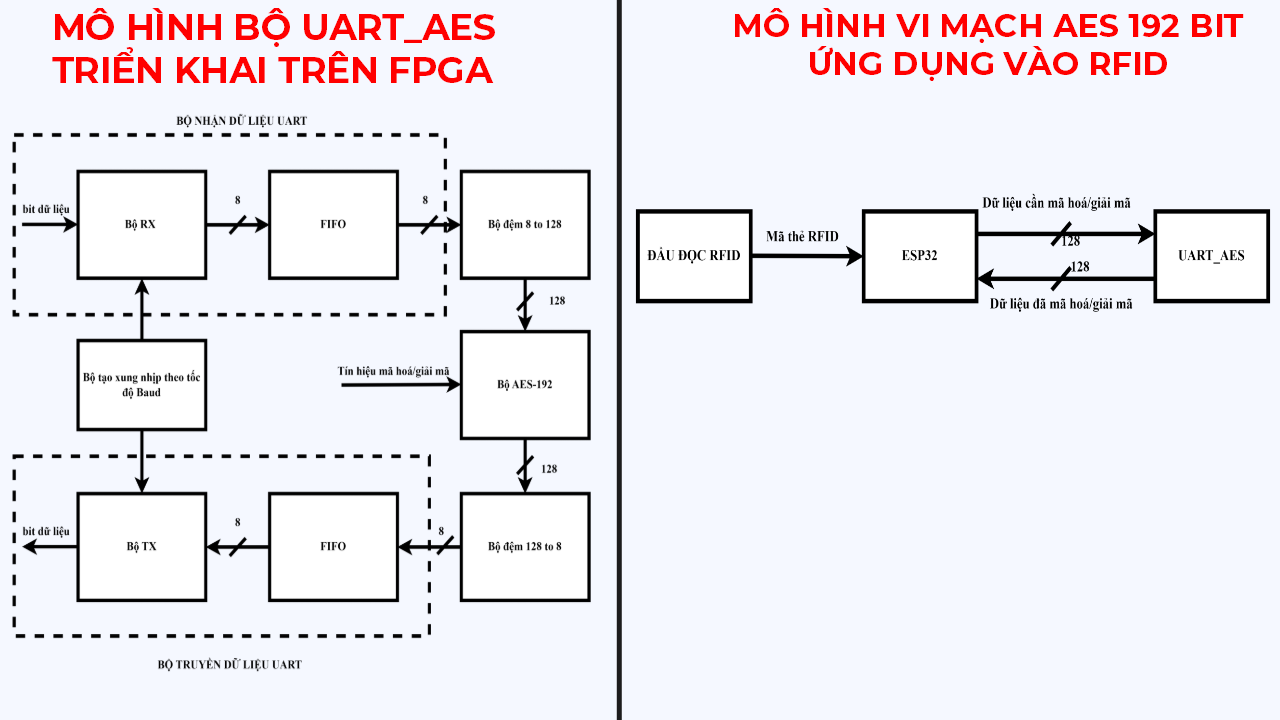 MÔ HÌNH BỘ UART_AES
TRIỂN KHAI TRÊN FPGA
BỘ NHẬN DỮ LIỆU UART
bit dữ liệu
Bộ RX
8
FIFO
8
Bộ đệm 8 to 128
128
Bộ tạo xung nhịp theo tốc
độ Baud
Tín hiệu mã hoá/giải mã
Bộ AES-192
128
bit dữ liệu
Bộ TX
8
FIFO
8
Bộ đệm 128 to 8
BỘ TRUYỀN DỮ LIỆU UART
MÔ HÌNH VI MẠCH AES 192 BIT
ỨNG DỤNG VÀO RFID
ĐẦU ĐỌC RFID
Mã thẻ RFID
ESP32
Dữ liệu cần mã hoá/giải mã
128
128
Dữ liệu đã mã hoá/giải mã
UART_AES